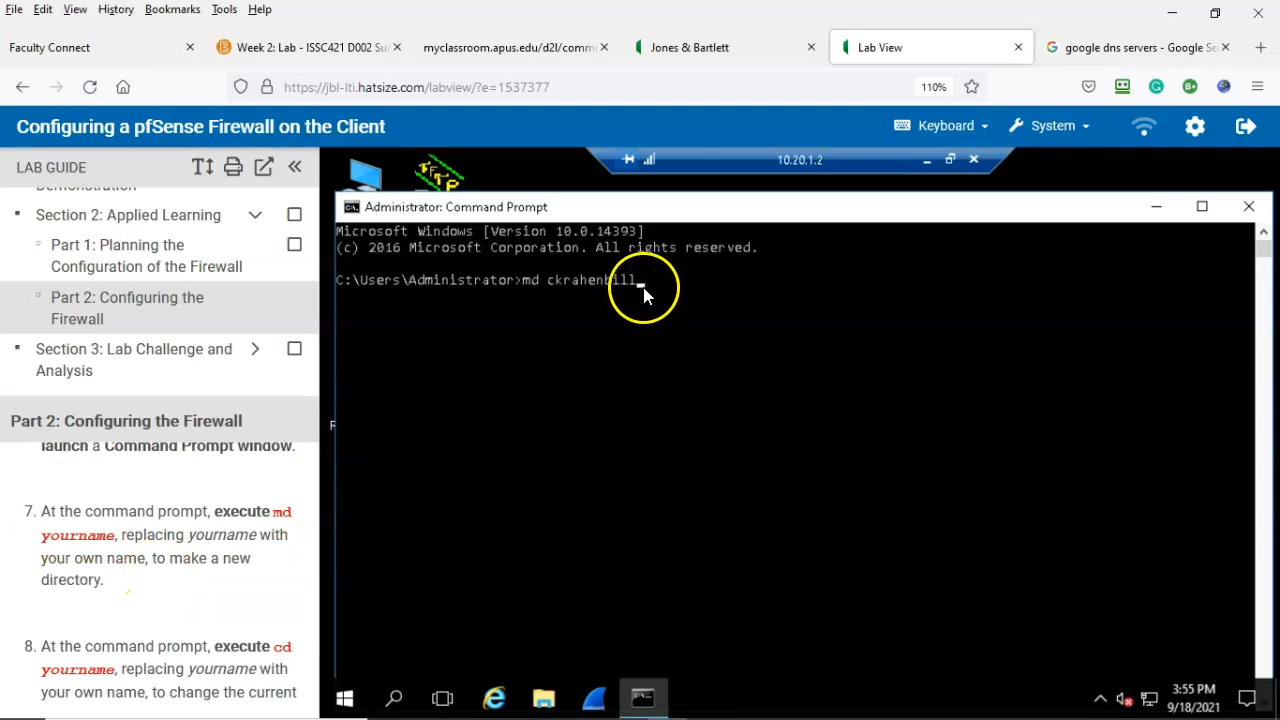 File Edit View History Bookmarks Tools Help
Faculty Connect
Week 2: Lab - ISSC421 D002 Su
myclassroom.apus.edu/d2l/comm
Jones & Bartlett
Lab View
google dns servers - Google Se
https://jbl-lti.hatsize.com/labview/?e=1537377
110%
Configuring a pfSense Firewall on the Client
Keyboard
System
LAB GUIDE
10.20.1.2
Demonstration
Section 2: Applied Learning
Part 1: Planning the
Configuration of the Firewall
Part 2: Configuring the
Firewall
Section 3: Lab Challenge and
Analysis
Part 2: Configuring the Firewall
launch a Command Prompt window.
7. At the command prompt, execute md
yourname, replacing yourname with
your own name, to make a new
directory.
8. At the command prompt, execute cd
yourname, replacing yourname with
your own name, to change the current
TFTP
Administrator: Command Prompt
Microsoft Windows [Version 10.0.14393]
(c) 2016 Microsoft Corporation. All rights reserved.
C:\Users\Administrator>md ckrahenbill
3:55 PM
9/18/2021